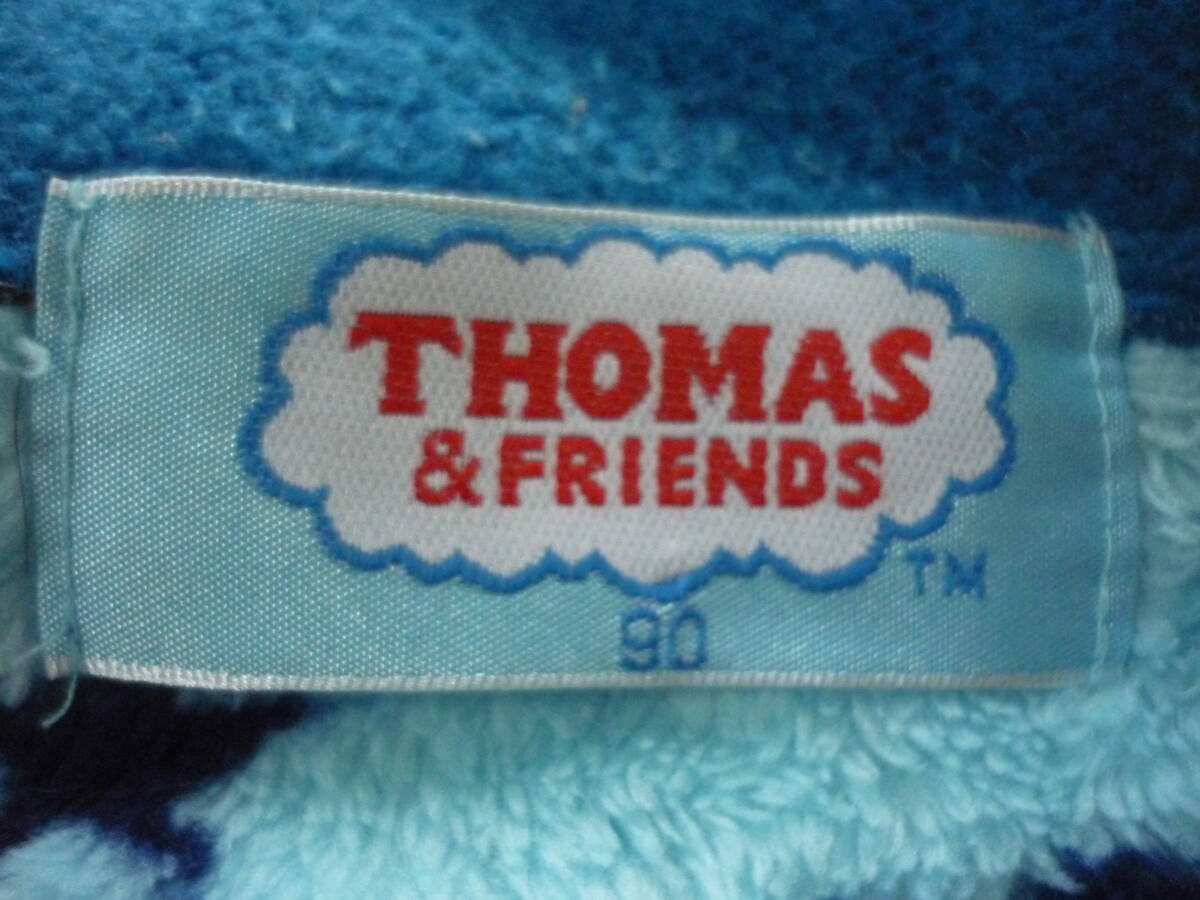 THOMAS
& FRIENDS
TM
90